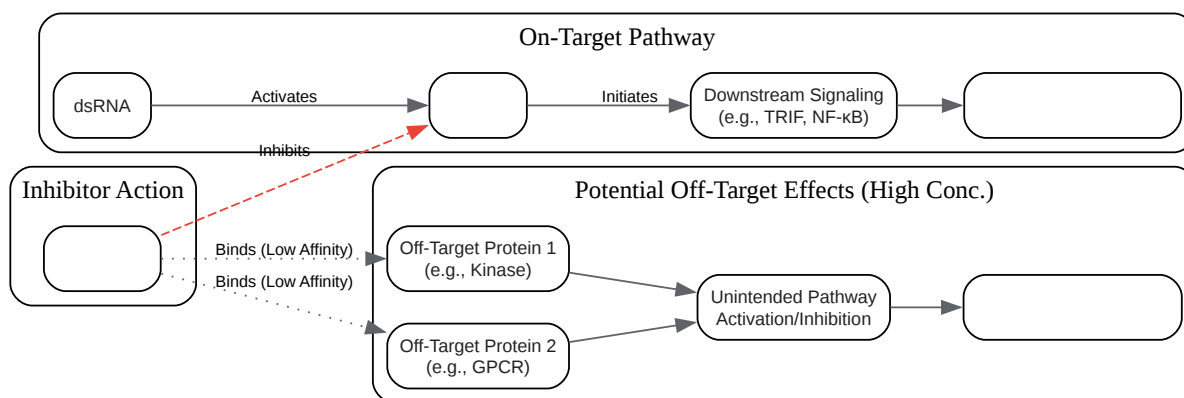 On-Target Pathway
dsRNA
Activates
Initiates
Downstream Signaling
(e.g., TRIF, NF-κB)
Inhibits
Inhibitor Action
Potential Off-Target Effects (High Conc.)
Binds (Low Affinity)
Binds (Low Affinity)
Off-Target Protein 1
(e.g., Kinase)
Unintended Pathway
Activation/Inhibition
Off-Target Protein 2
(e.g., GPCR)